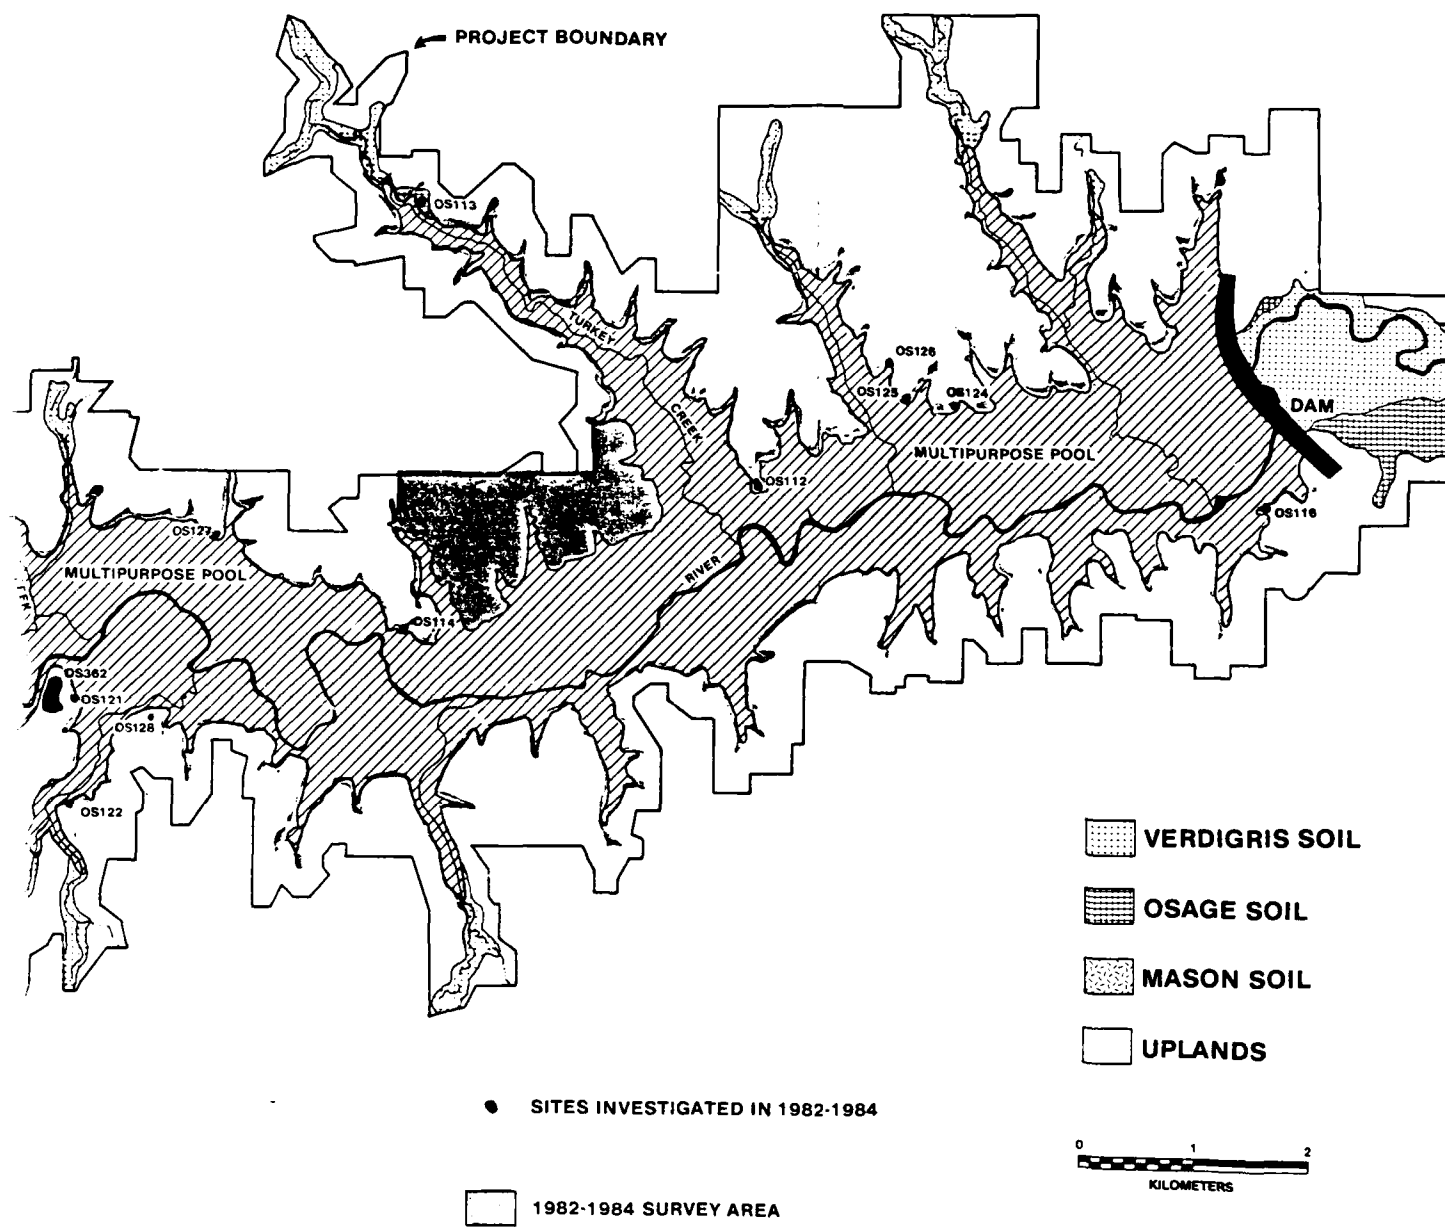 PROJECT BOUNDARY
OS113
TURKEY
CREEK
OS126
OS125
OS124
DAM
MULTIPURPOSE POOL
OS112
OS116
OS127
MULTIPURPOSE POOL
RIVER
OS114
OS362
OS121
OS128
OS122
VERDIGRIS SOIL
OSAGE SOIL
MASON SOIL
UPLANDS
SITES INVESTIGATED IN 1982-1984
0 1 2
KILOMETERS
1982-1984 SURVEY AREA